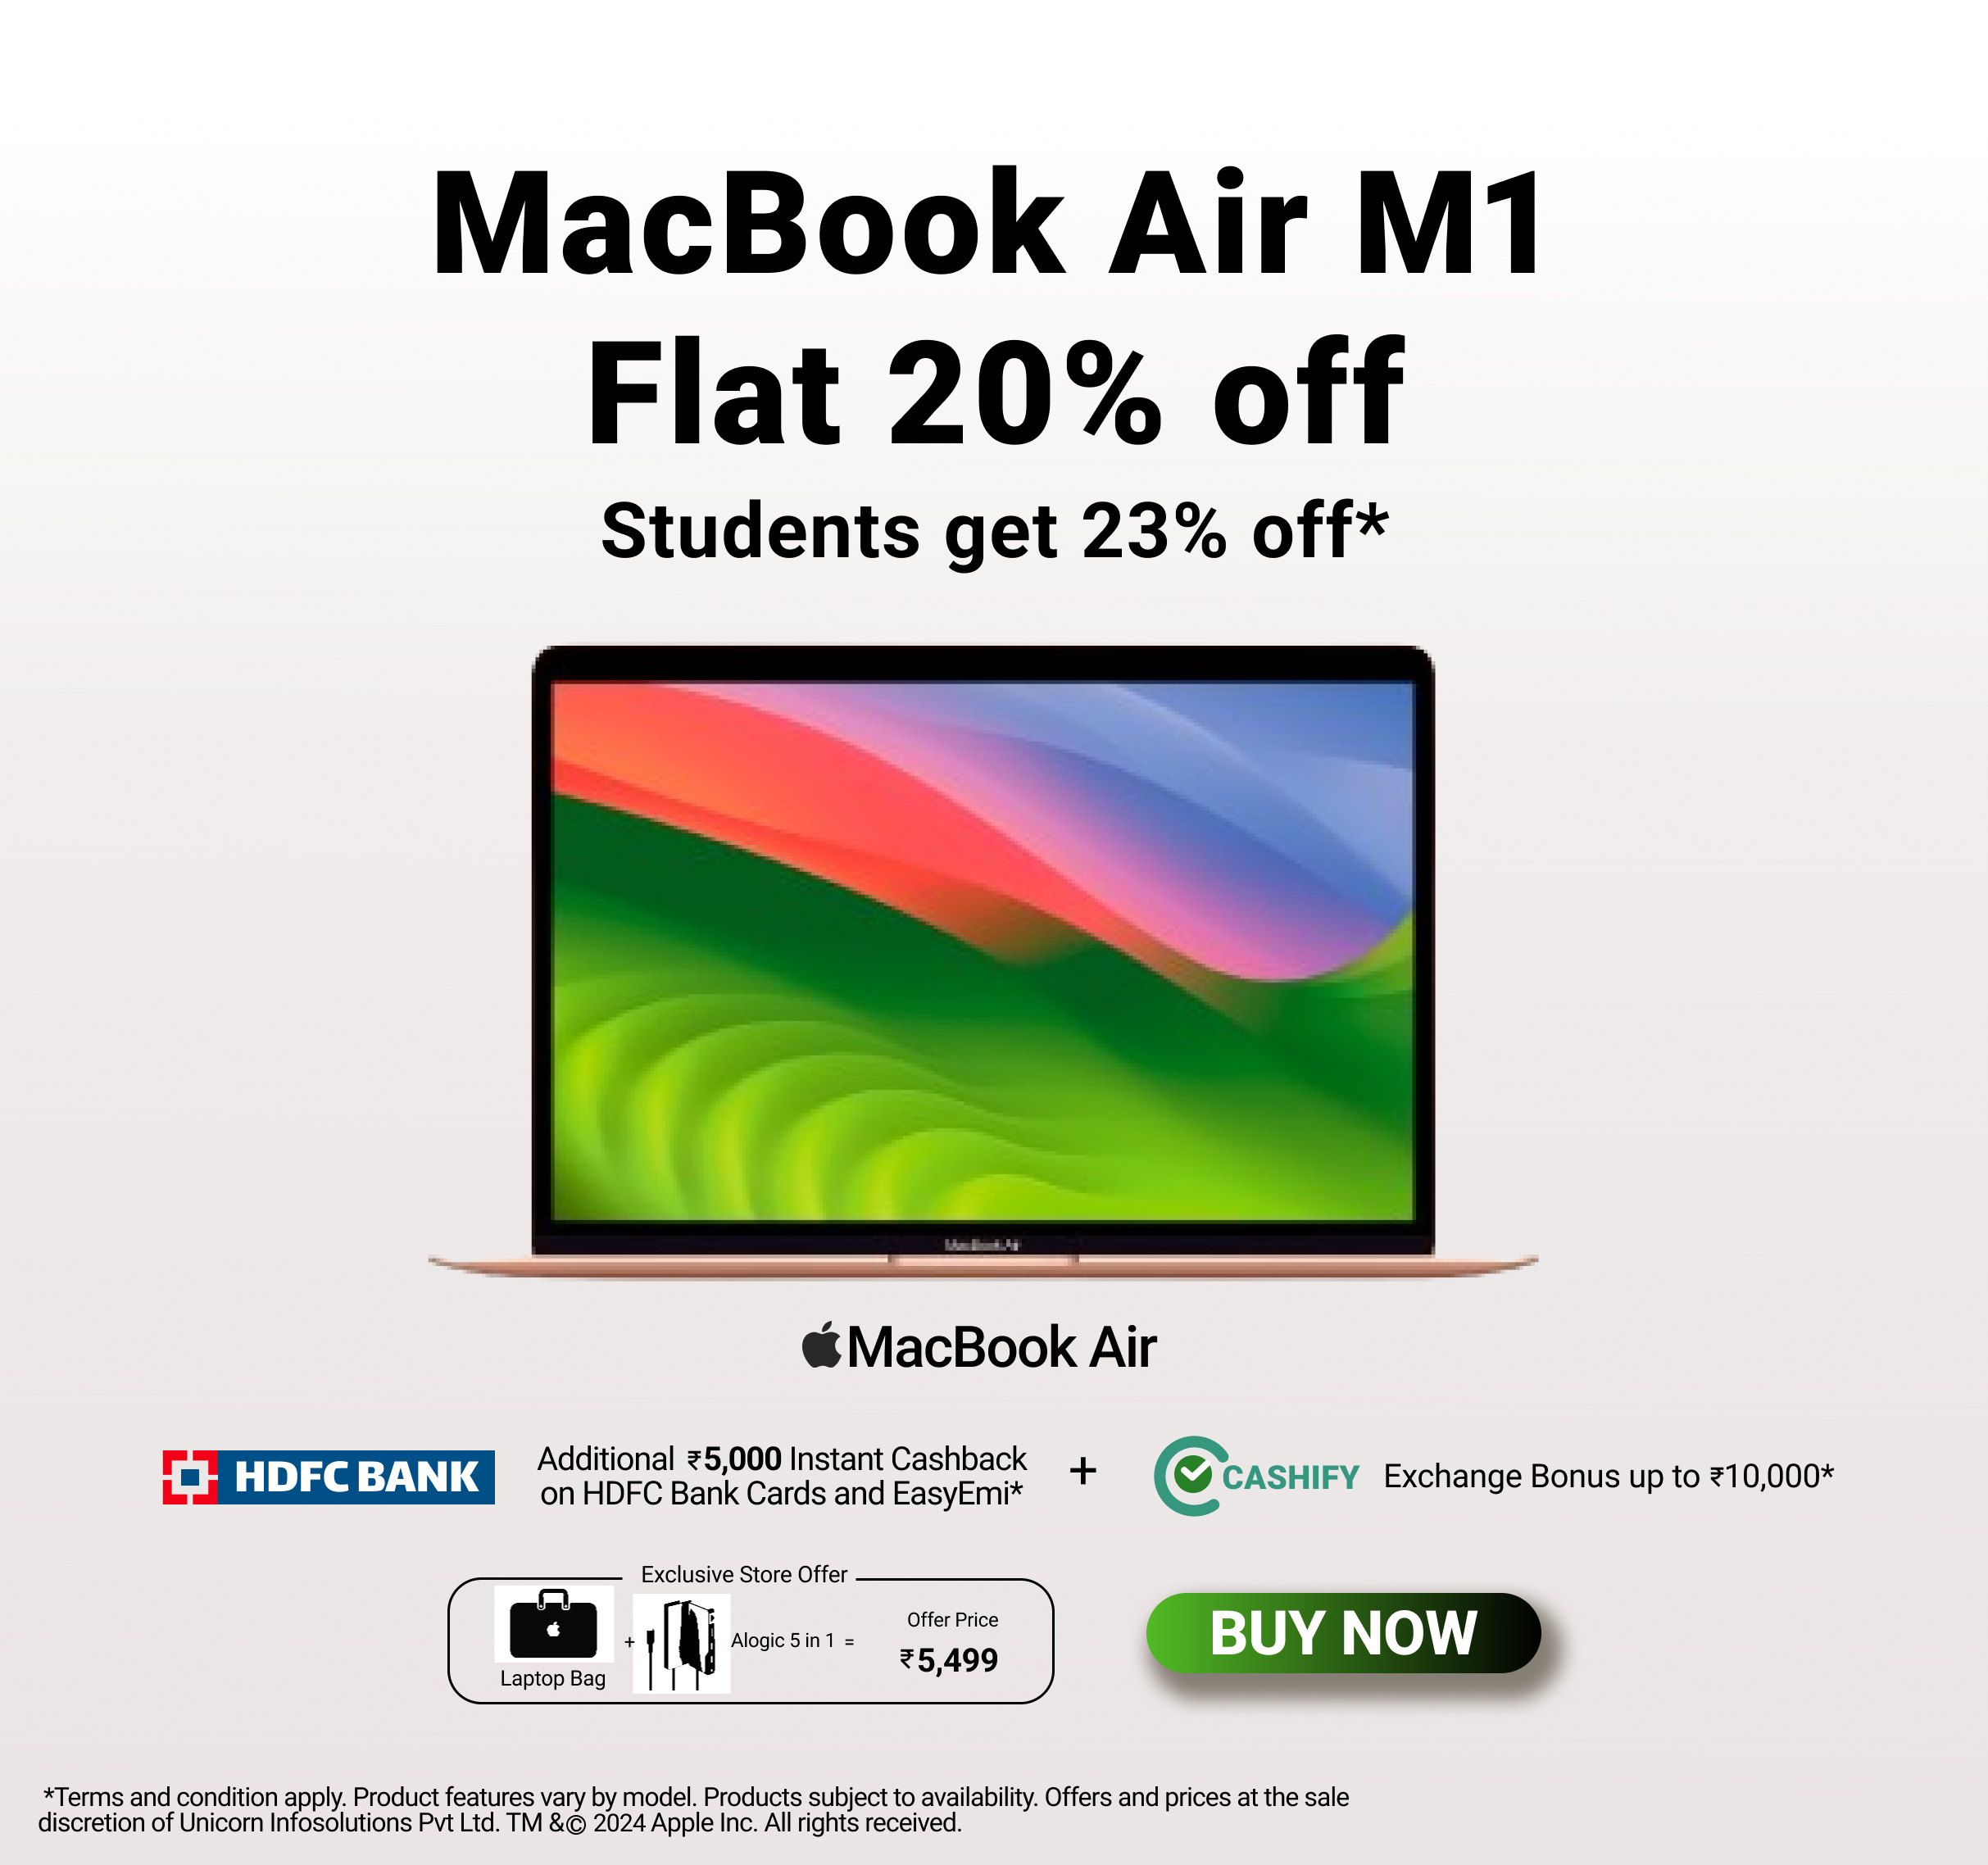 MacBook Air M1
Flat 20% off
Students get 23% off*
MacBook Air
MacBook Air
HDFC BANK
Additional ₹5,000 Instant Cashback
on HDFC Bank Cards and EasyEmi*
+
CASHIFY
Exchange Bonus up to ₹10,000*
Exclusive Store Offer
Laptop Bag
+
Alogic 5 in 1 =
Offer Price
₹5,499
BUY NOW
*Terms and condition apply. Product features vary by model. Products subject to availability. Offers and prices at the sale
discretion of Unicorn Infosolutions Pvt Ltd. TM &© 2024 Apple Inc. All rights received.